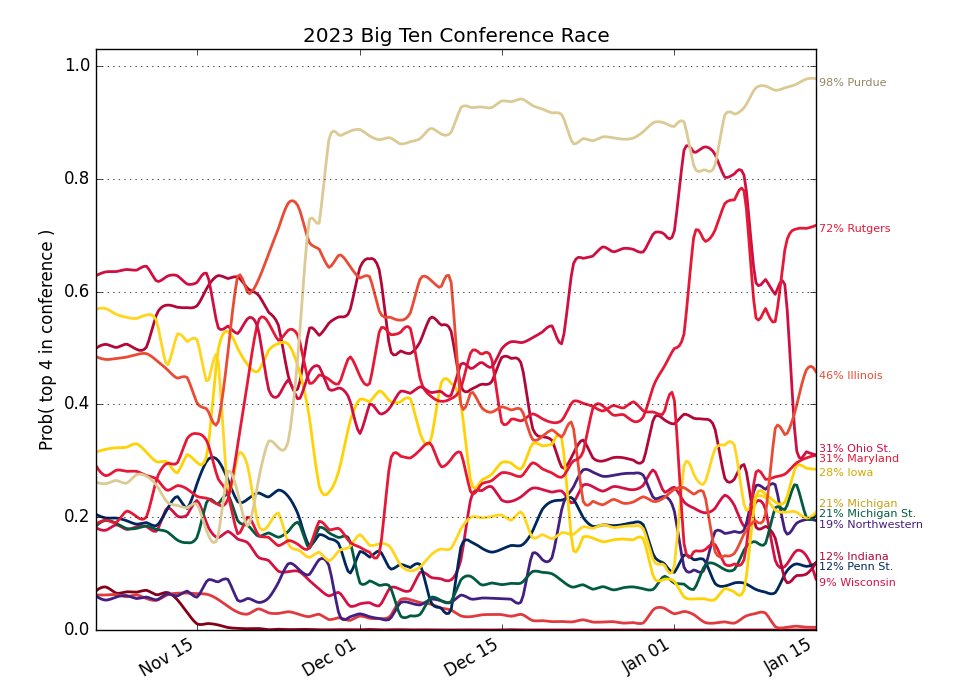 2023 Big Ten Conference Race
Prob( top 4 in conference )
1.0
0.8
0.6
0.4
0.2
0.0
Nov 15
Dec 01
Dec 15
Jan 01
Jan 15
98% Purdue
72% Rutgers
46% Illinois
31% Ohio St.
31% Maryland
28% Iowa
21% Michigan
21% Michigan St.
19% Northwestern
12% Indiana
12% Penn St.
9% Wisconsin